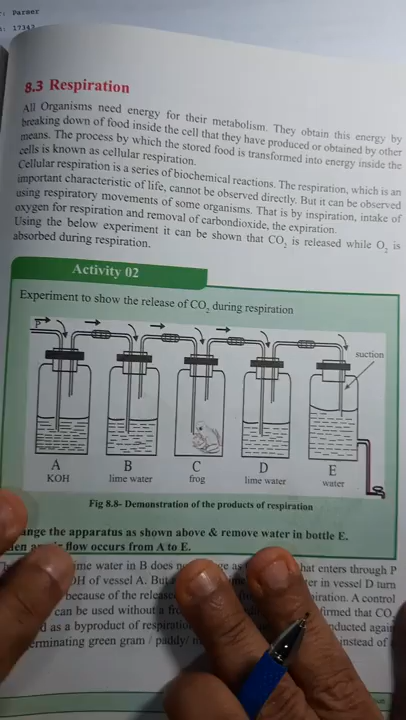 : Parmer
: 17343
8.3 Respiration
All Organisms need energy for their metabolism. They obtain this energy by
breaking down of food inside the cell that they have produced or obtained by other
means. The process by which the stored food is transformed into energy inside the
cells is known as cellular respiration.
Cellular respiration is a series of biochemical reactions. The respiration, which is an
important characteristic of life, cannot be observed directly. But it can be observed
using respiratory movements of some organisms. That is by inspiration, intake of
oxygen for respiration and removal of carbondioxide, the expiration.
Using the below experiment it can be shown that CO₂ is released while O₂ is
absorbed during respiration.
Activity 02
Experiment to show the release of CO₂ during respiration
P
suction
A B C D E
KOH lime water frog lime water water
Fig 8.8- Demonstration of the products of respiration
ange the apparatus as shown above & remove water in bottle E.
flow occurs from A to E.
me water in B does hat enters through P
OH of vessel A. But er in vessel D turn
because of the releas iration. A control
can be used without a fro firmed that CO
d as a byproduct of respiratio nducted again
erminating green gram / paddy/ instead of